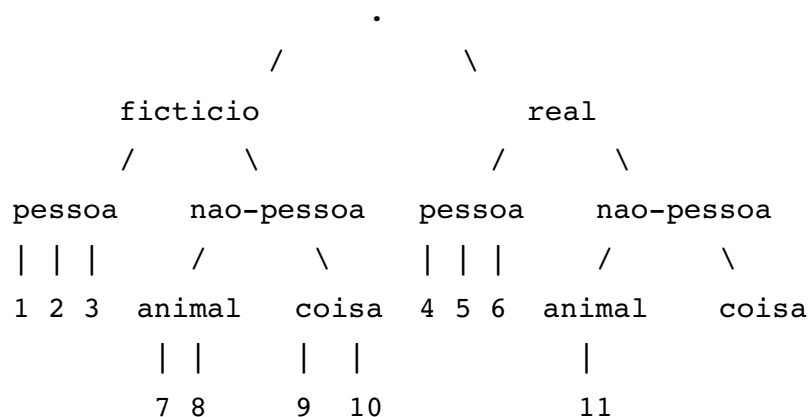 .
/ \
ficticio real
/ \ / \
pessoa nao-pessoa pessoa nao-pessoa
| | | / \ | | | / \
1 2 3 animal coisa 4 5 6 animal coisa
| | | | |
7 8 9 10 11